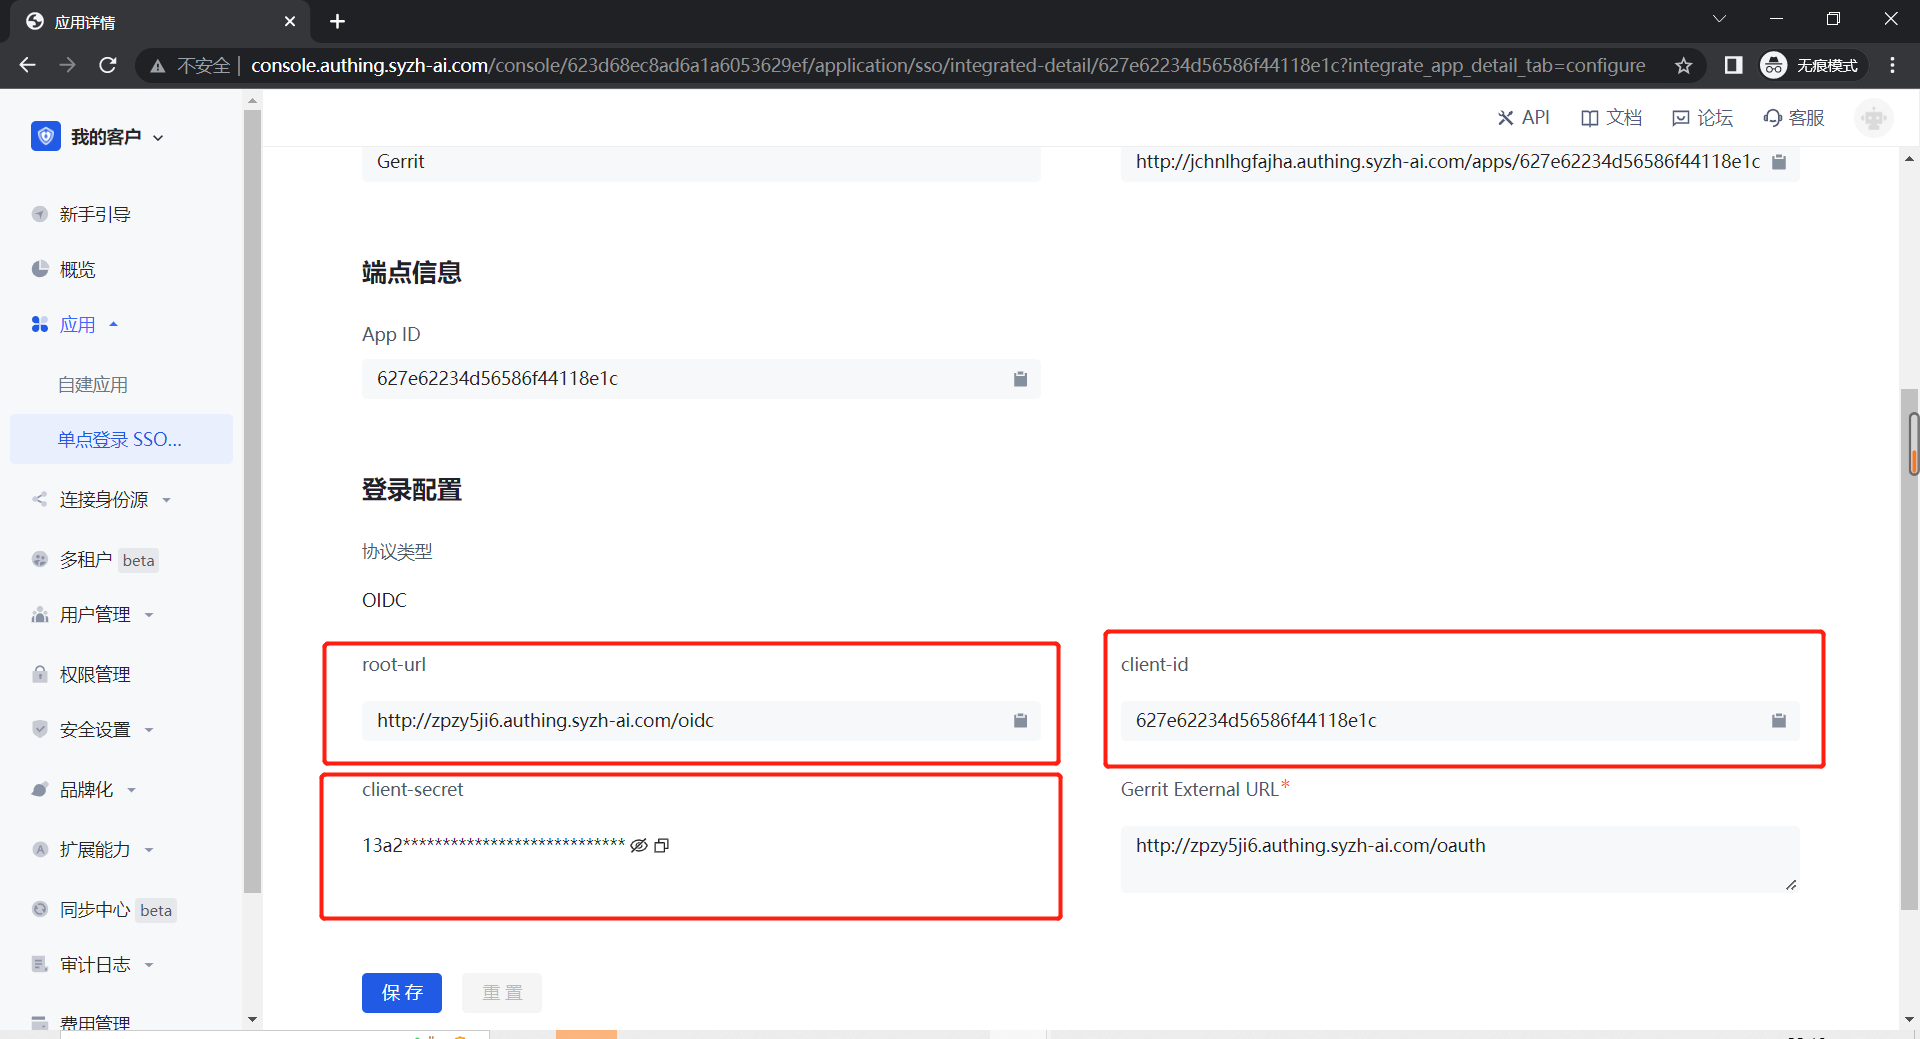 应用详情
不安全 | console.authing.syzh-ai.com/console/623d68ec8ad6a1a6053629ef/application/sso/integrated-detail/627e62234d56586f44118e1c?integrate_app_detail_tab=configure
无痕模式
我的客户
API
文档
论坛
客服
新手引导
概览
应用
自建应用
单点登录 SSO...
连接身份源
多租户 beta
用户管理
权限管理
安全设置
品牌化
扩展能力
同步中心 beta
审计日志
费用管理
Gerrit
http://jchnlhgfajha.authing.syzh-ai.com/apps/627e62234d56586f44118e1c
端点信息
App ID
627e62234d56586f44118e1c
登录配置
协议类型
OIDC
root-url
http://zpzy5ji6.authing.syzh-ai.com/oidc
client-id
627e62234d56586f44118e1c
client-secret
13a2****************************
Gerrit External URL*
http://zpzy5ji6.authing.syzh-ai.com/oauth
保存
重置